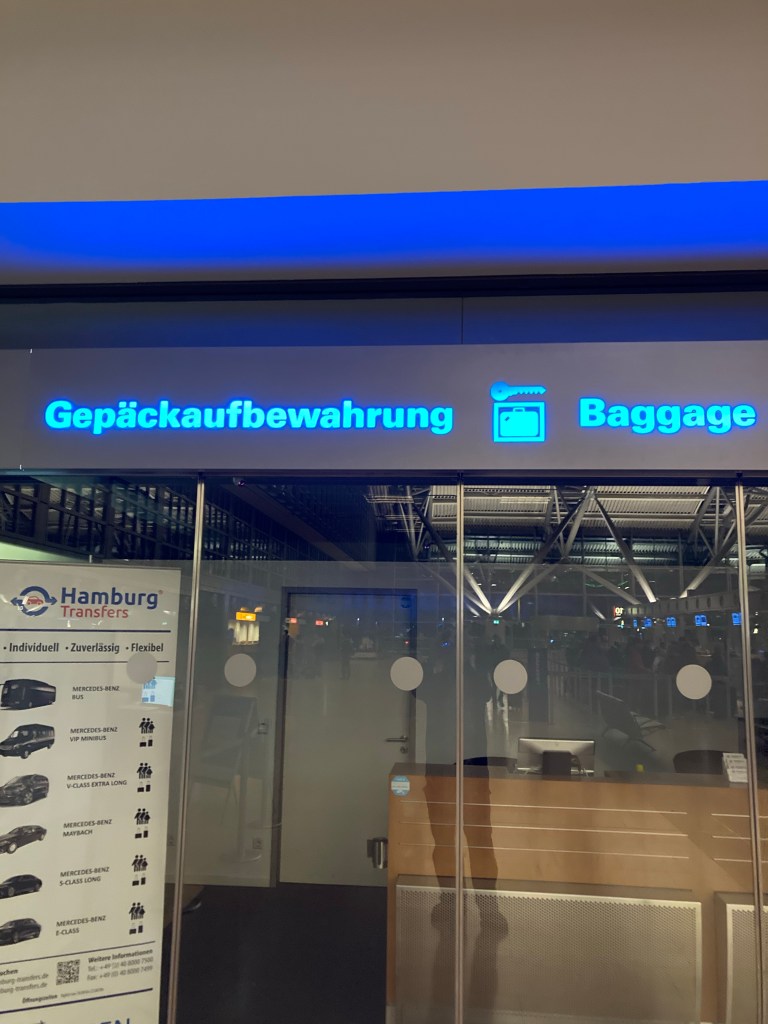 Gepäckaufbewahrung
Baggage
Hamburg
Transfers
• Individuell • Zuverlässig • Flexibel
MERCEDES-BENZ
BUS
MERCEDES-BENZ
VIP MINIBUS
MERCEDES-BENZ
V-CLASS EXTRA LONG
MERCEDES-BENZ
MAYBACH
MERCEDES-BENZ
S-CLASS LONG
MERCEDES-BENZ
E-CLASS
Weitere Informationen